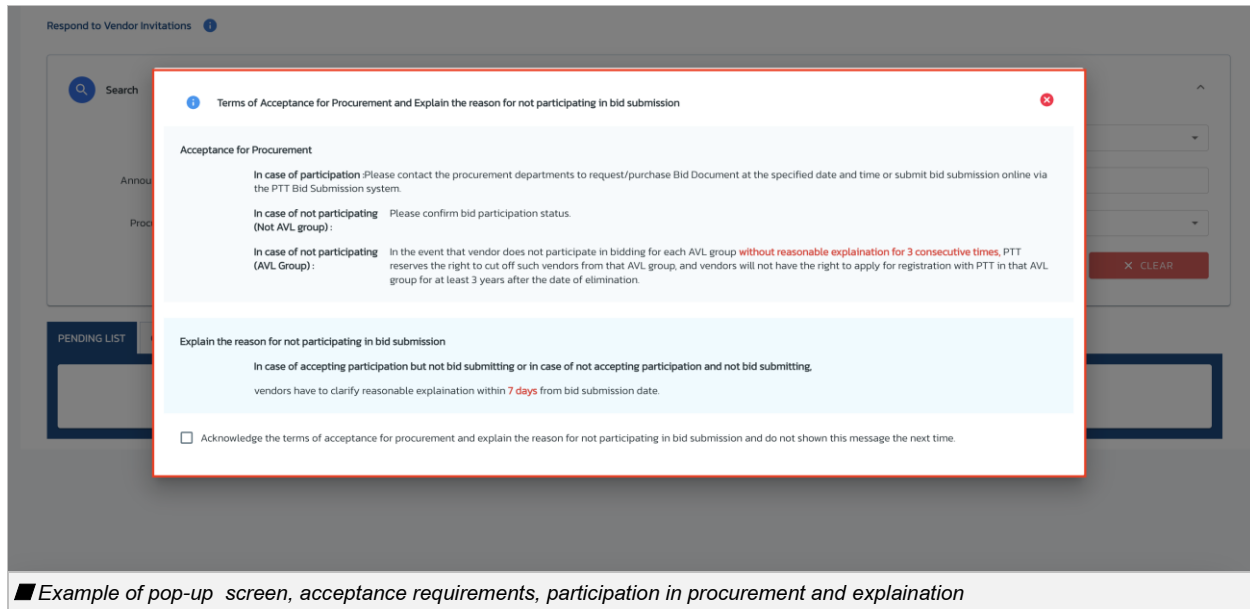 Respond to Vendor Invitations
Search
Terms of Acceptance for Procurement and Explain the reason for not participating in bid submission
Acceptance for Procurement
In case of participation :Please contact the procurement departments to request/purchase Bid Document at the specified date and time or submit bid submission online via
the PTT Bid Submission system.
In case of not participating Please confirm bid participation status.
(Not AVL group) :
In case of not participating In the event that vendor does not participate in bidding for each AVL group without reasonable explaination for 3 consecutive times, PTT
(AVL Group) : reserves the right to cut off such vendors from that AVL group, and vendors will not have the right to apply for registration with PTT in that AVL
group for at least 3 years after the date of elimination.
Annou
Proc
CLEAR
PENDING LIST
Explain the reason for not participating in bid submission
In case of accepting participation but not bid submitting or in case of not accepting participation and not bid submitting,
vendors have to clarify reasonable explaination within 7 days from bid submission date.
Acknowledge the terms of acceptance for procurement and explain the reason for not participating in bid submission and do not shown this message the next time.
Example of pop-up screen, acceptance requirements, participation in procurement and explaination